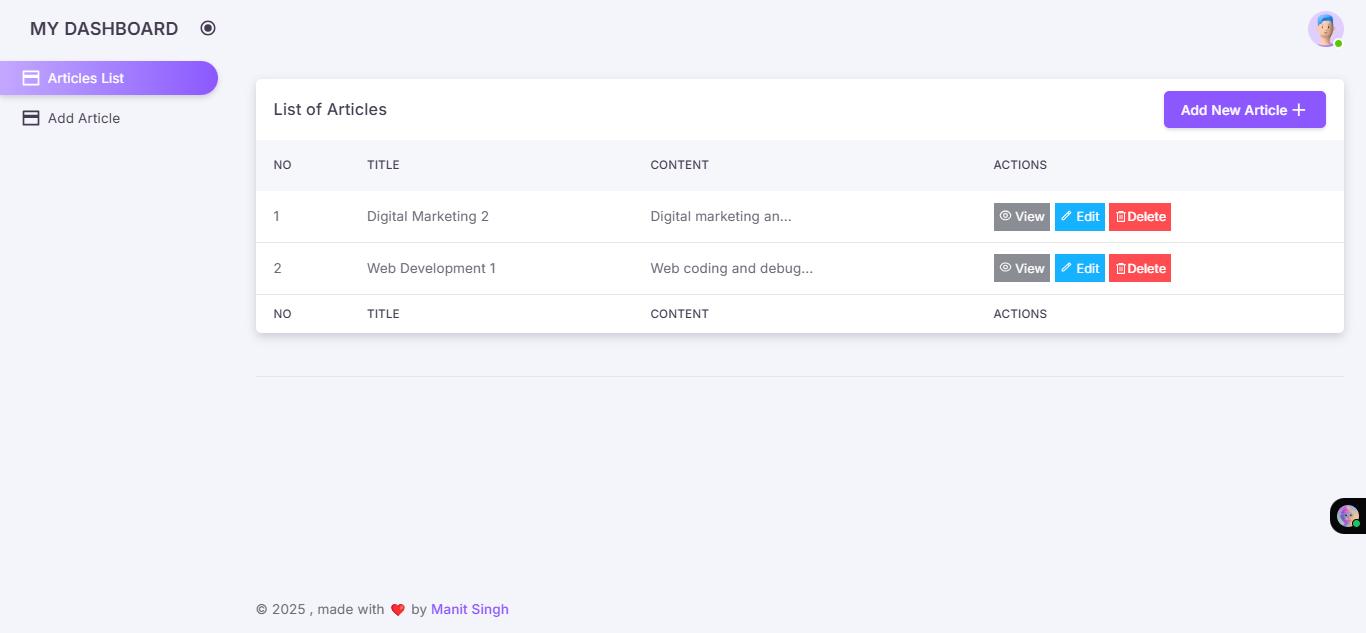 MY DASHBOARD
Articles List
Add Article
List of Articles
Add New Article +
NO TITLE CONTENT ACTIONS
1 Digital Marketing 2 Digital marketing an... View Edit Delete
2 Web Development 1 Web coding and debug... View Edit Delete
NO TITLE CONTENT ACTIONS
© 2025 , made with ❤️ by Manit Singh